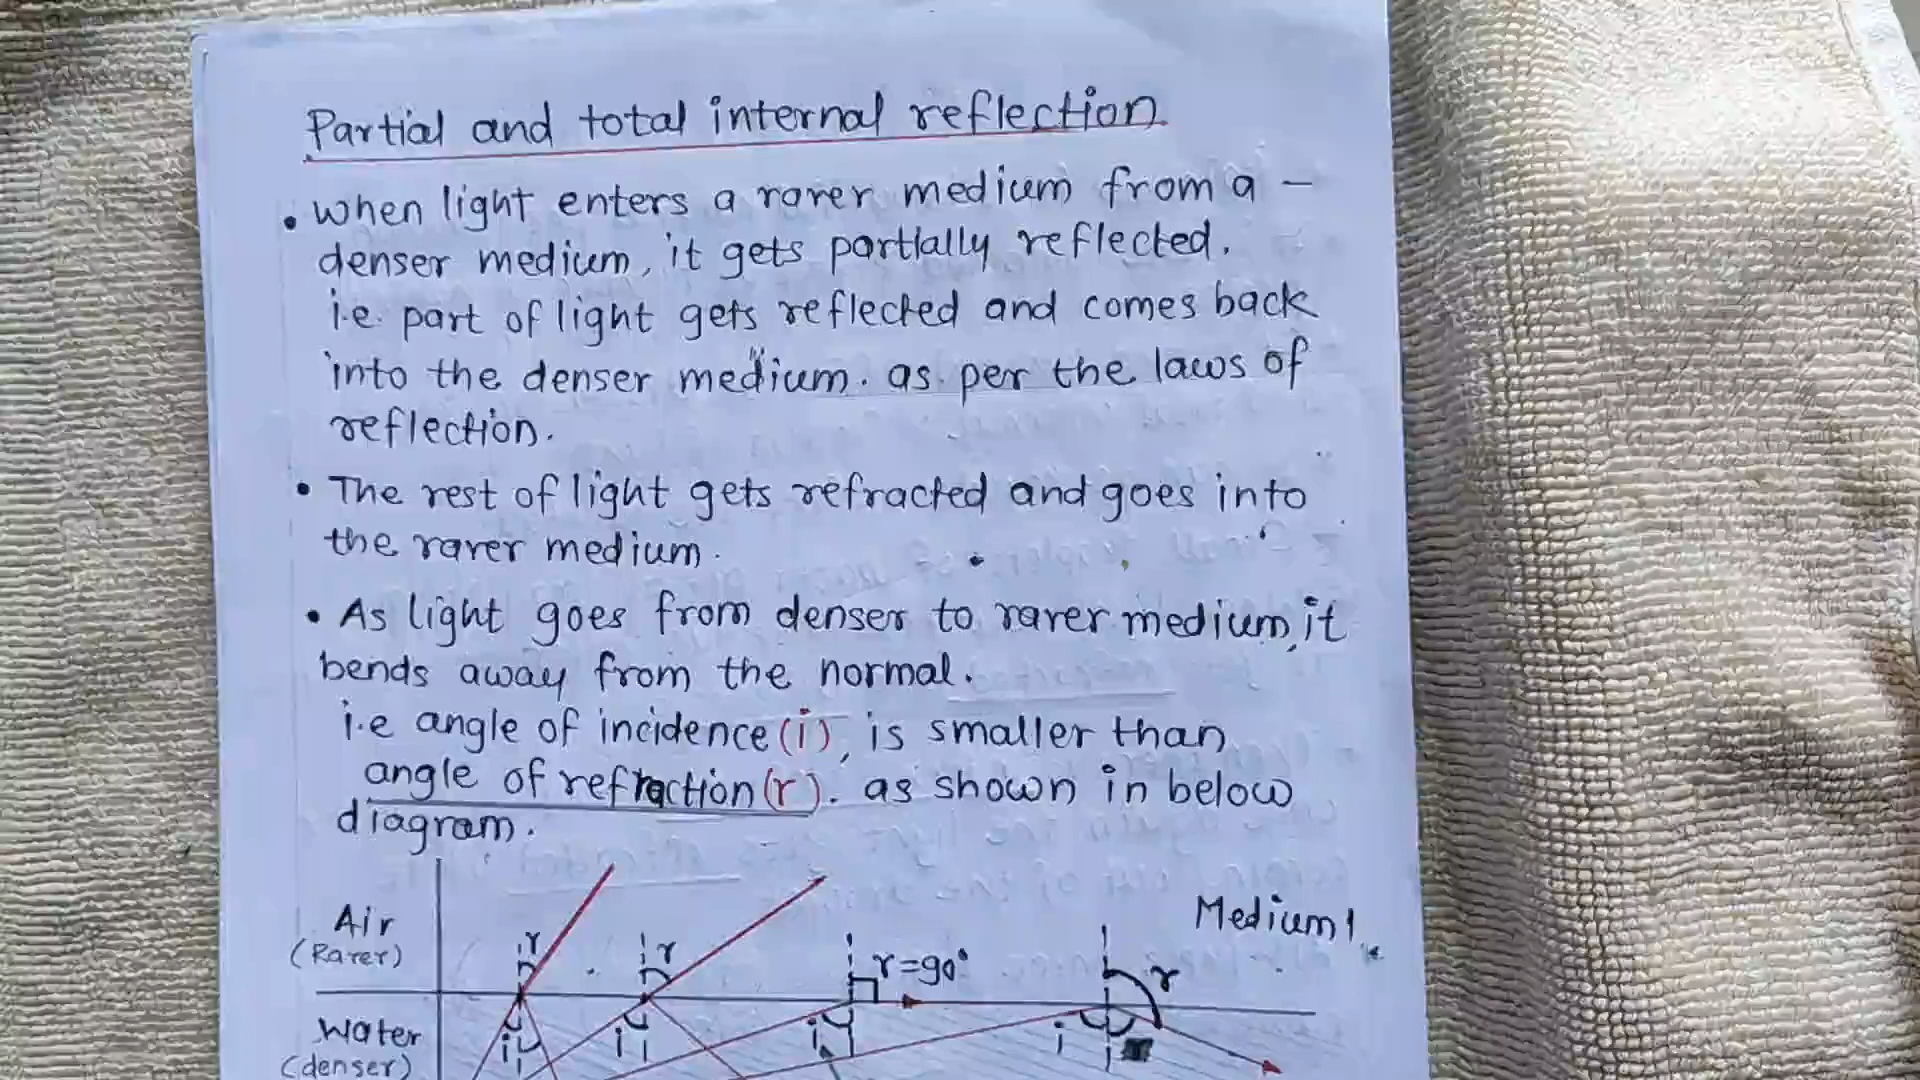 Partial and total internal reflection
• When light enters a rarer medium from a -
denser medium, it gets partially reflected.
i.e. part of light gets reflected and comes back
into the denser medium. as per the laws of
reflection.
• The rest of light gets refracted and goes into
the rarer medium.
• As light goes from denser to rarer medium, it
bends away from the normal.
i.e angle of incidence (i), is smaller than
angle of refraction (r). as shown in below
diagram.
Air
(Rarer)
r
r
r=90°
r
Medium 1
Water
(denser)
i
i
i
i